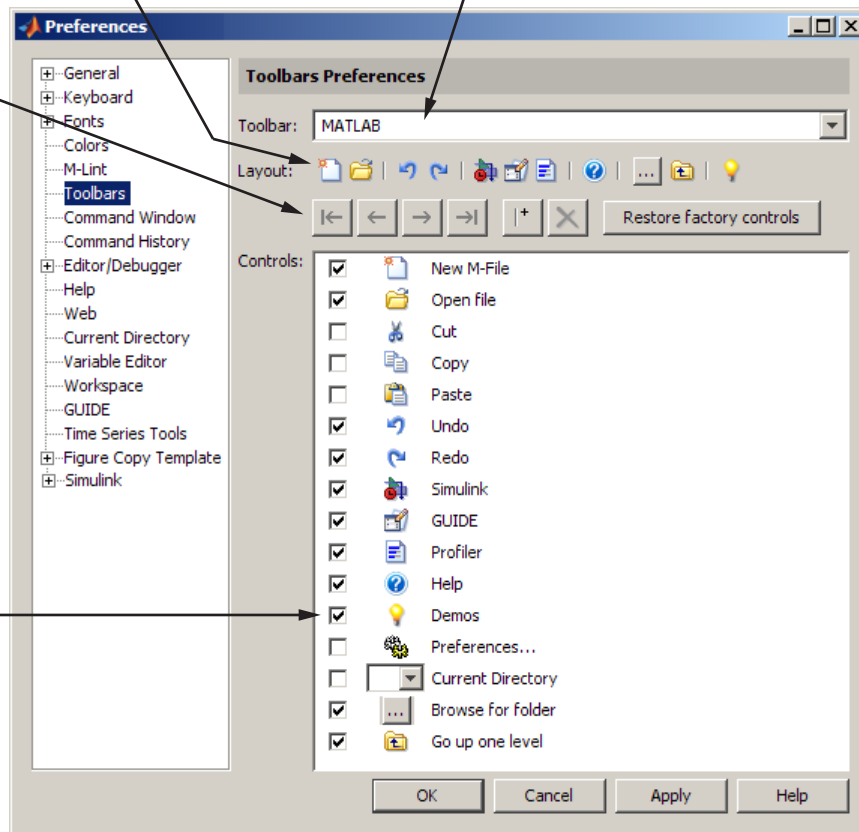 Preferences
General
Keyboard
Fonts
Colors
M-Lint
Toolbars
Command Window
Command History
Editor/Debugger
Help
Web
Current Directory
Variable Editor
Workspace
GUIDE
Time Series Tools
Figure Copy Template
Simulink
Toolbars Preferences
Toolbar: MATLAB
Layout:
Restore factory controls
Controls:
New M-File
Open file
Cut
Copy
Paste
Undo
Redo
Simulink
GUIDE
Profiler
Help
Demos
Preferences...
Current Directory
... Browse for folder
Go up one level
OK Cancel Apply Help